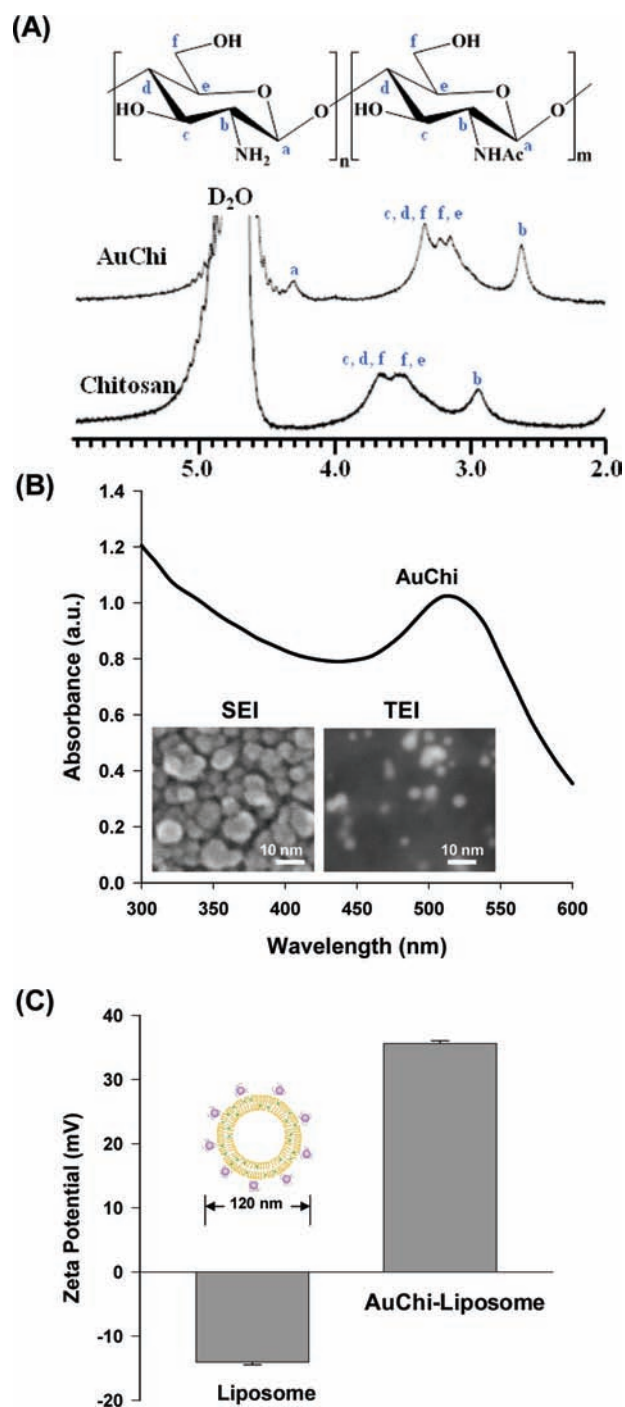 (A)
f OH f OH
d e O d e O
HO c b O HO c b O
NH2 a n NHAc a m
D2O
c, d, f f, e b
AuChi a
c, d, f f, e b
Chitosan
5.0 4.0 3.0 2.0
(B)
1.4
1.2
AuChi
1.0
0.8
Absorbance (a.u.)
SEI TEI
0.6
0.4
10 nm 10 nm
0.2
0.0
300 350 400 450 500 550 600
Wavelength (nm)
(C)
40
30
20
120 nm
10
Zeta Potential (mV)
0
AuChi-Liposome
-10
Liposome
-20